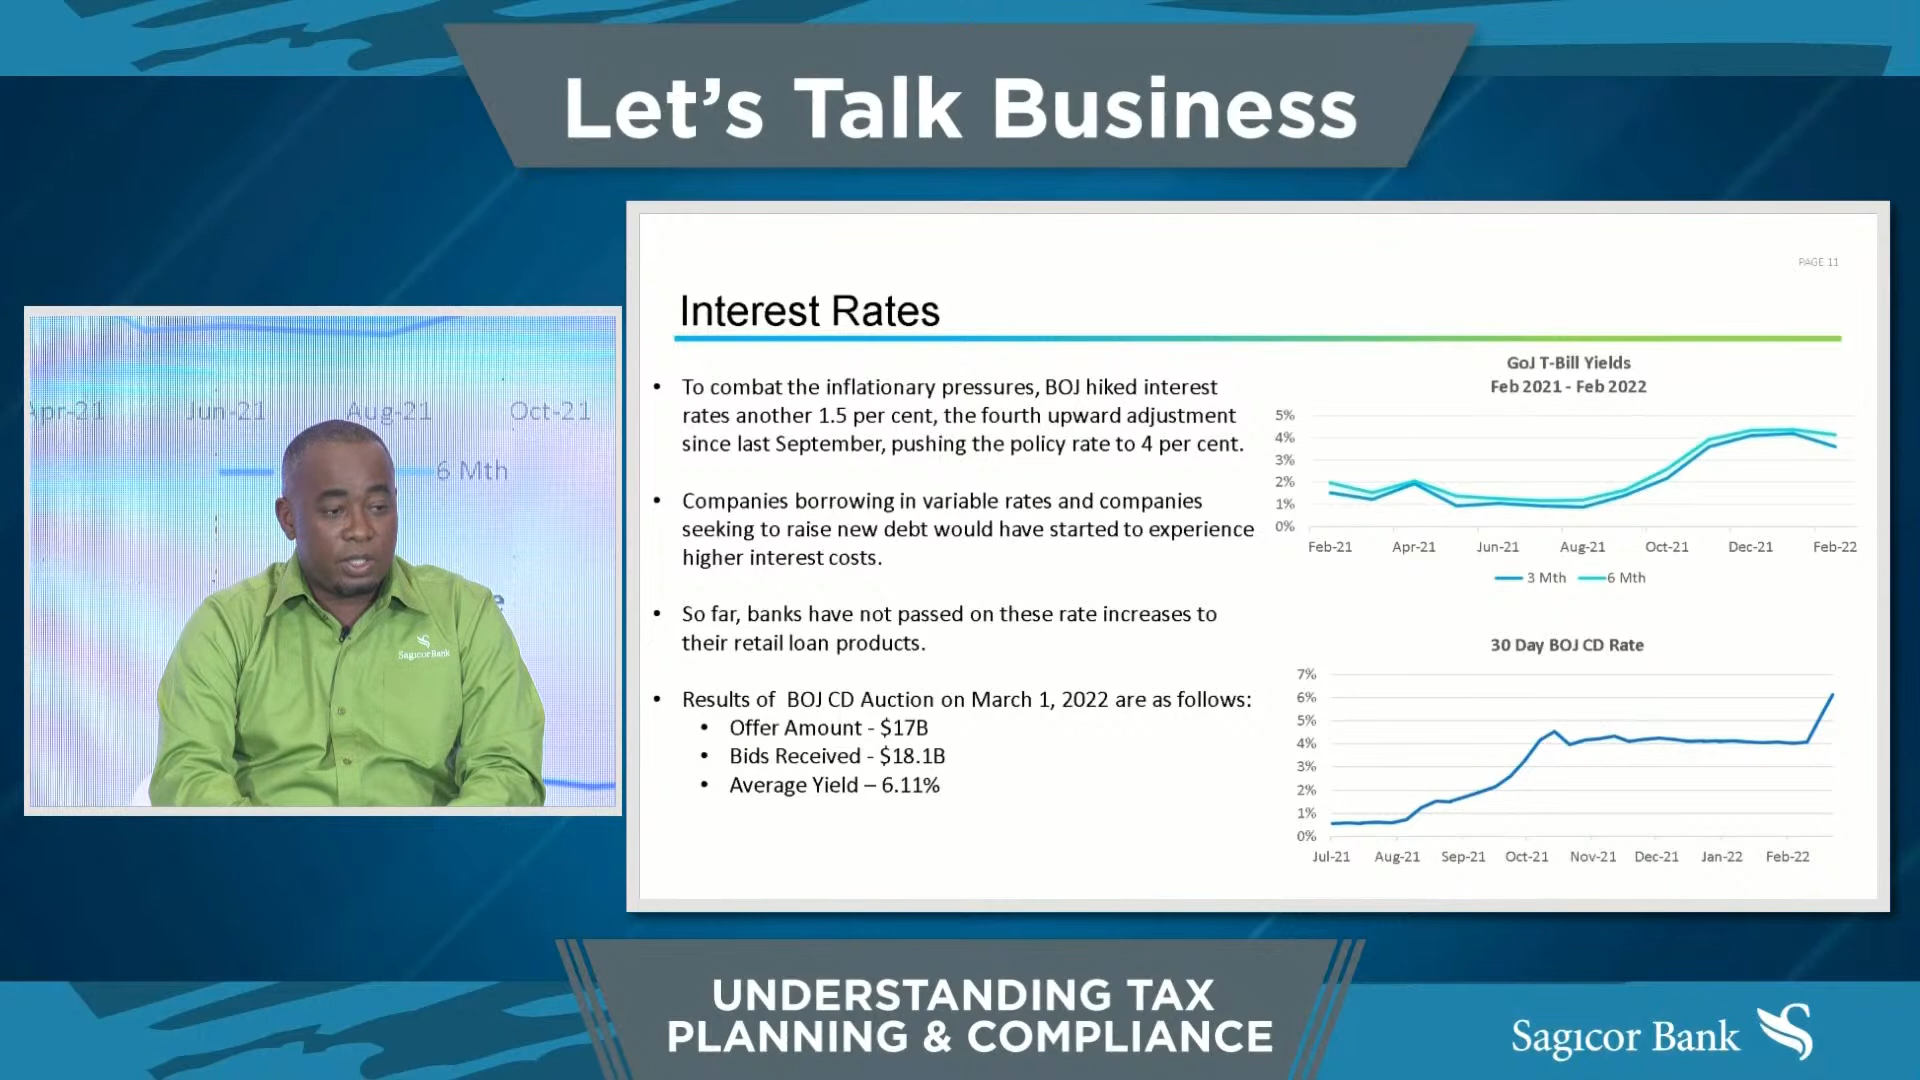 Let's Talk Business
PAGE 11
Interest Rates
• To combat the inflationary pressures, BOJ hiked interest
rates another 1.5 per cent, the fourth upward adjustment
since last September, pushing the policy rate to 4 per cent.
• Companies borrowing in variable rates and companies
seeking to raise new debt would have started to experience
higher interest costs.
• So far, banks have not passed on these rate increases to
their retail loan products.
• Results of BOJ CD Auction on March 1, 2022 are as follows:
• Offer Amount - $17B
• Bids Received - $18.1B
• Average Yield – 6.11%
GoJ T-Bill Yields
Feb 2021 - Feb 2022
5%
4%
3%
2%
1%
0%
Feb-21 Apr-21 Jun-21 Aug-21 Oct-21 Dec-21 Feb-22
3 Mth 6 Mth
30 Day BOJ CD Rate
7%
6%
5%
4%
3%
2%
1%
0%
Jul-21 Aug-21 Sep-21 Oct-21 Nov-21 Dec-21 Jan-22 Feb-22
Jun-21 Aug-21 Oct-21
6 Mth
Sagicor Bank
UNDERSTANDING TAX
PLANNING & COMPLIANCE
Sagicor Bank